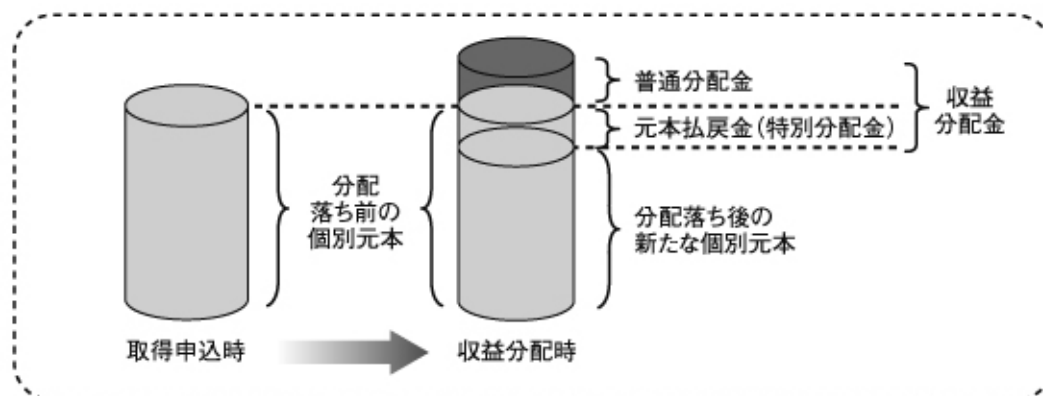 普通分配金
元本払戻金(特別分配金)
収益
分配金
分配
落ち前の
個別元本
分配落ち後の
新たな個別元本
取得申込時
収益分配時